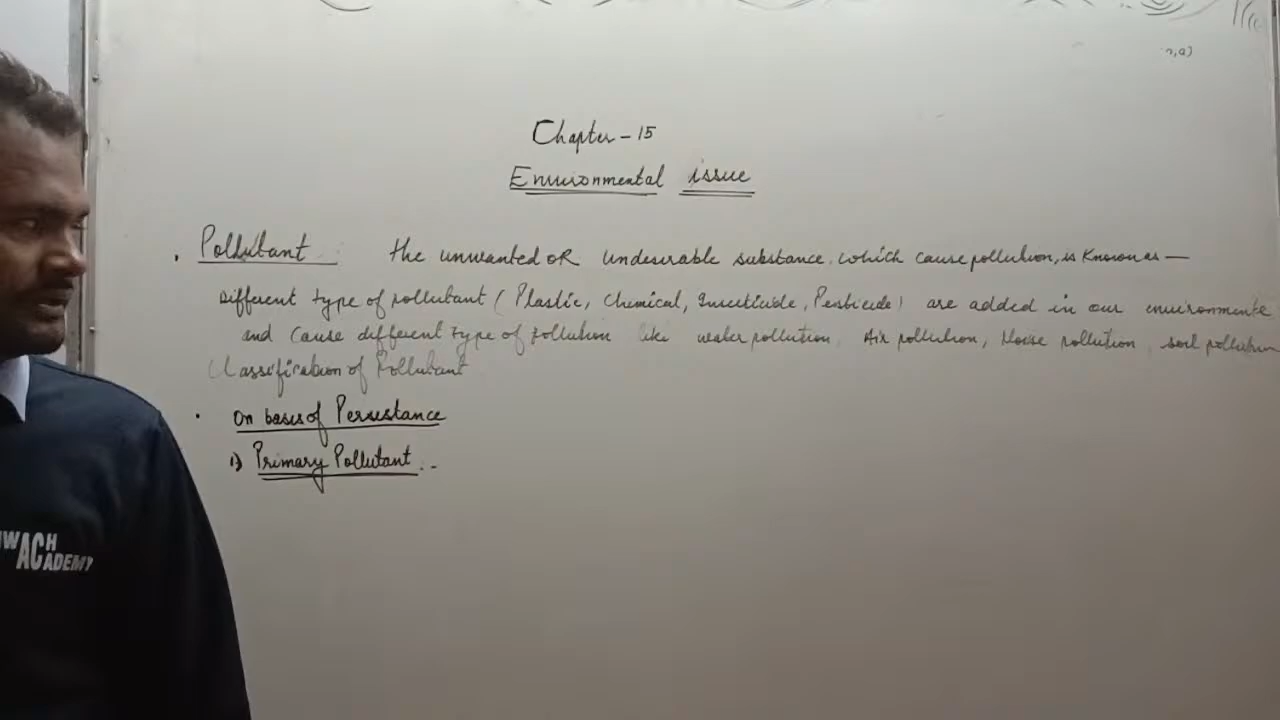 Chapter - 15
Environmental issue
• Pollutant : the unwanted OR undesirable substance which cause pollution, is Known as —
Different type of pollutant ( Plastic, Chemical, Insecticide, Pesticide ) are added in our environmente
and cause different type of Pollution like water pollution, Air pollution, Noise pollution, soil pollution
Classification of Pollutant
• On basis of Persistance
1) Primary Pollutant :-
ACH
ACADEMY